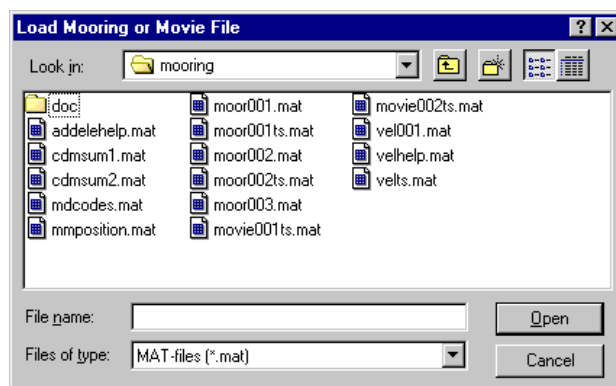 Load Mooring or Movie File
Look in: mooring
doc
addelehelp.mat
cdmsum1.mat
cdmsum2.mat
mdcodes.mat
mmposition.mat
moor001.mat
moor001ts.mat
moor002.mat
moor002ts.mat
moor003.mat
movie001ts.mat
movie002ts.mat
vel001.mat
velhelp.mat
velts.mat
File name:
Open
Files of type: MAT-files (*.mat)
Cancel